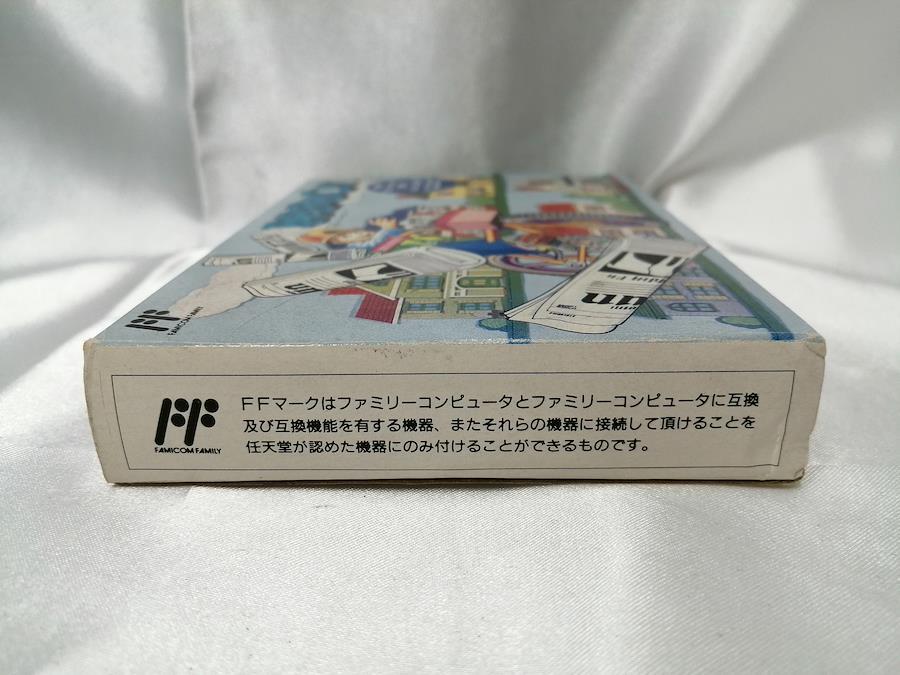 FAMICOM FAMILY
FFマークはファミリーコンピュータとファミリーコンピュータに互換
及び互換機能を有する機器、またそれらの機器に接続して頂けることを
任天堂が認めた機器にのみ付けることができるものです。
FAMICOM FAMILY